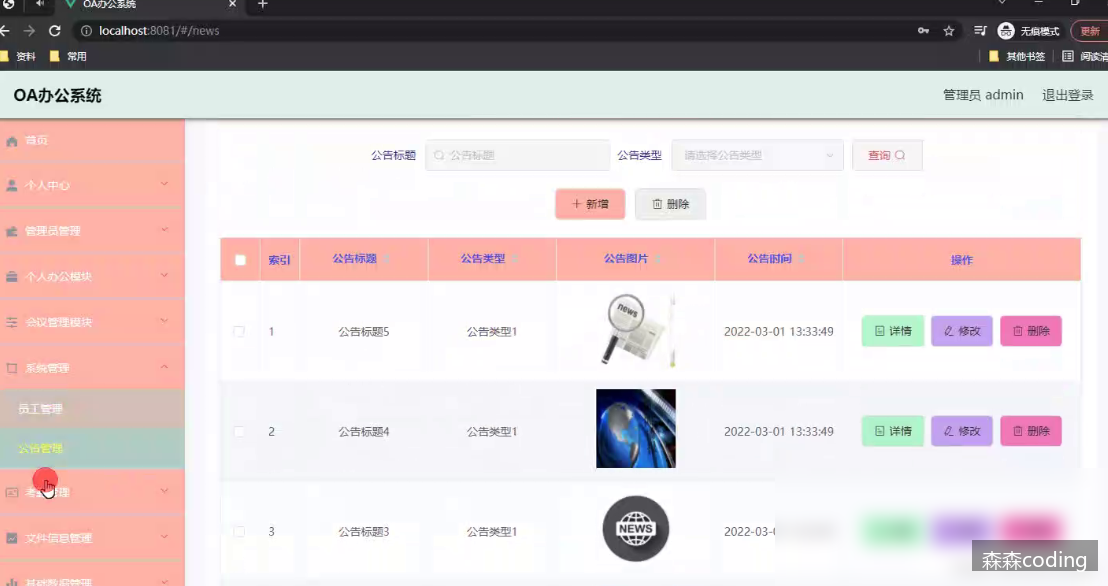 OA办公系统
localhost:8081/#/news
无痕模式
更新
资料
常用
其他书签
OA办公系统
管理员 admin
退出登录
首页
个人中心
管理员管理
个人办公模块
会议管理模块
系统管理
员工管理
公告管理
管理
文件信息管理
基础数据管理
公告标题
公告标题
公告类型
请选择公告类型
查询
新增
删除
索引
公告标题
公告类型
公告图片
公告时间
操作
1
公告标题5
公告类型1
news
2022-03-01 13:33:49
详情
修改
删除
2
公告标题4
公告类型1
2022-03-01 13:33:49
详情
修改
删除
3
公告标题3
公告类型1
NEWS
2022-03-0
森森coding